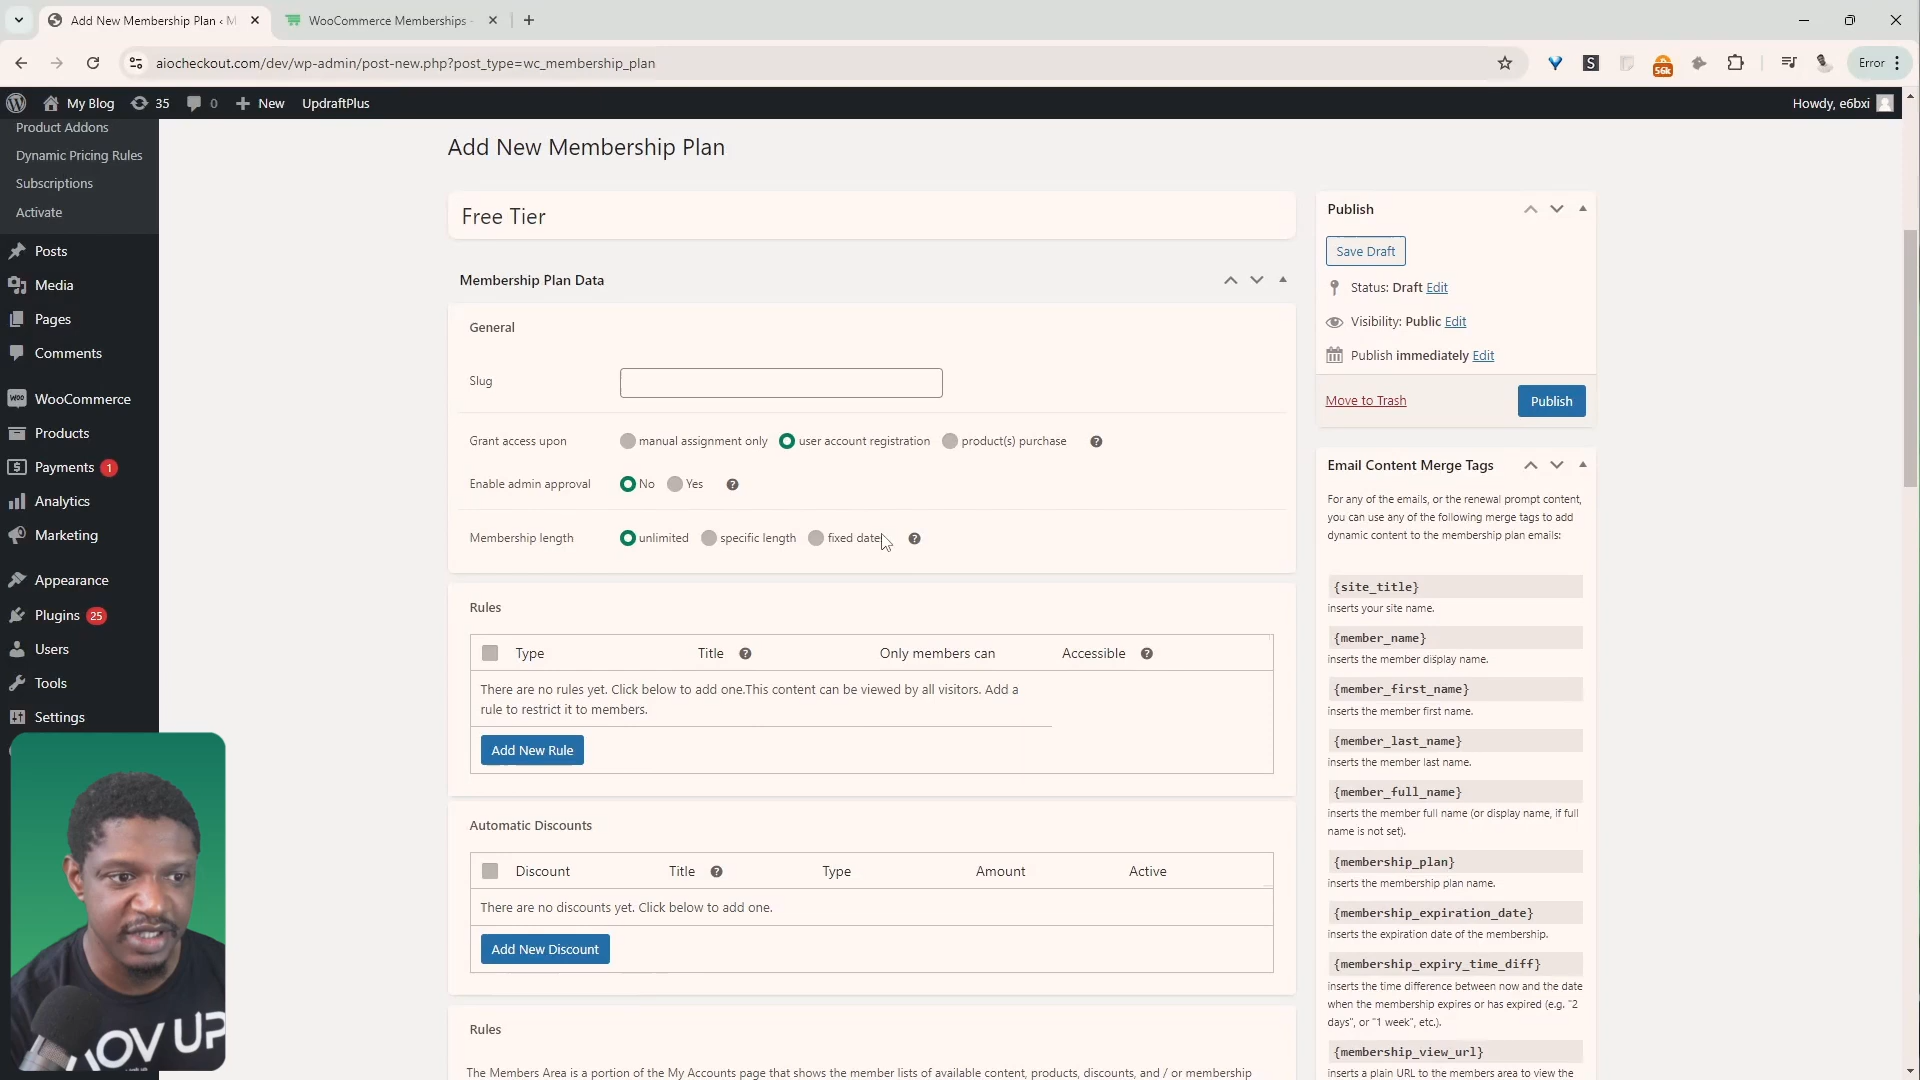 Add New Membership Plan ‹ M
WooCommerce Memberships -
aiocheckout.com/dev/wp-admin/post-new.php?post_type=wc_membership_plan
S
56k
Error
My Blog
35
0
New
UpdraftPlus
Howdy, e6bxi
Product Addons
Dynamic Pricing Rules
Subscriptions
Activate
Posts
Media
Pages
Comments
WooCommerce
Products
Payments 1
Analytics
Marketing
Appearance
Plugins 25
Users
Tools
Settings
Add New Membership Plan
Free Tier
Membership Plan Data
General
Slug
Grant access upon
manual assignment only
user account registration
product(s) purchase
Enable admin approval
No
Yes
Membership length
unlimited
specific length
fixed dates
Rules
Type
Title
Only members can
Accessible
There are no rules yet. Click below to add one.This content can be viewed by all visitors. Add a
rule to restrict it to members.
Add New Rule
Automatic Discounts
Discount
Title
Type
Amount
Active
There are no discounts yet. Click below to add one.
Add New Discount
Rules
The Members Area is a portion of the My Accounts page that shows the member lists of available content, products, discounts, and / or membership
Publish
Save Draft
Status: Draft Edit
Visibility: Public Edit
Publish immediately Edit
Move to Trash
Publish
Email Content Merge Tags
For any of the emails, or the renewal prompt content,
you can use any of the following merge tags to add
dynamic content to the membership plan emails:
{site_title}
inserts your site name.
{member_name}
inserts the member display name.
{member_first_name}
inserts the member first name.
{member_last_name}
inserts the member last name.
{member_full_name}
inserts the member full name (or display name, if full
name is not set).
{membership_plan}
inserts the membership plan name.
{membership_expiration_date}
inserts the expiration date of the membership.
{membership_expiry_time_diff}
inserts the time difference between now and the date
when the membership expires or has expired (e.g. "2
days", or "1 week", etc.).
{membership_view_url}
inserts a plain URL to the members area to view the
MOV UP